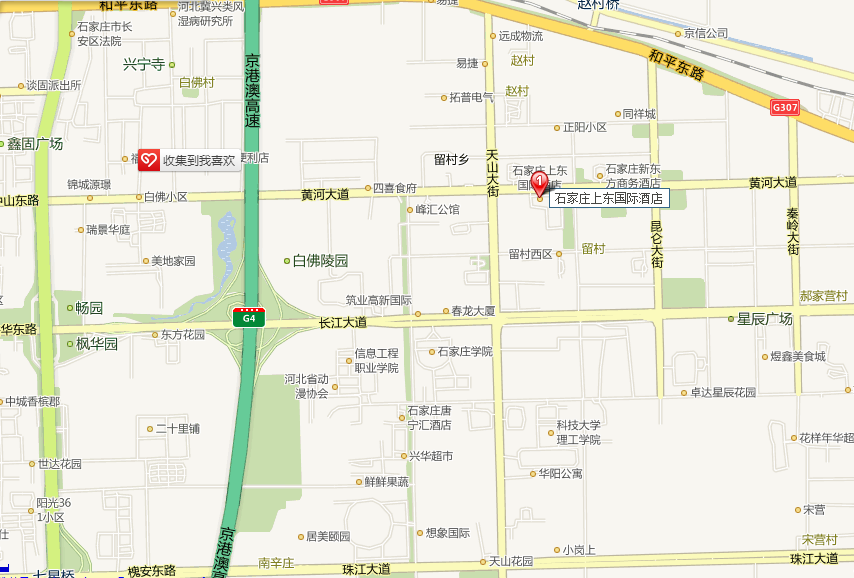 和平东路
河北冀兴类风
湿病研究所
易捷
赵村桥
石家庄市长
安区法院
远成物流
京信公司
兴宁寺
易捷
赵村
和平东路
谈固派出所
自佛村
京港澳高速
拓普电气
赵村
G307
同祥城
正阳小区
鑫固广场
收集到我喜欢
便利店
留村乡
天山大街
石家庄上东
国际酒店
石家庄新东
方商务酒店
锦城源璟
四喜食府
黄河大道
黄河大道
中山东路
白佛小区
1
石家庄上东国际酒店
峰汇公馆
秦岭大街
瑞景华庭
昆仑大街
美地家园
白佛陵园
留村西区
留村
筑业高新国际
郝家营村
畅园
G4
长江大道
春龙大厦
星辰广场
华东路
东方花园
枫华园
信息工程
职业学院
石家庄学院
煜鑫美食城
河北省动
漫协会
卓达星辰花园
中城香槟郡
石家庄唐
宁汇酒店
二十里铺
科技大学
理工学院
花样年华超
兴华超市
世达花园
华阳公寓
鲜鲜果蔬
阳光36
1小区
宋营
京港澳高
居美颐园
想象国际
宋营村
小岗上
南辛庄
天山花园
珠江大道
七星桥
槐安东路
珠江大道